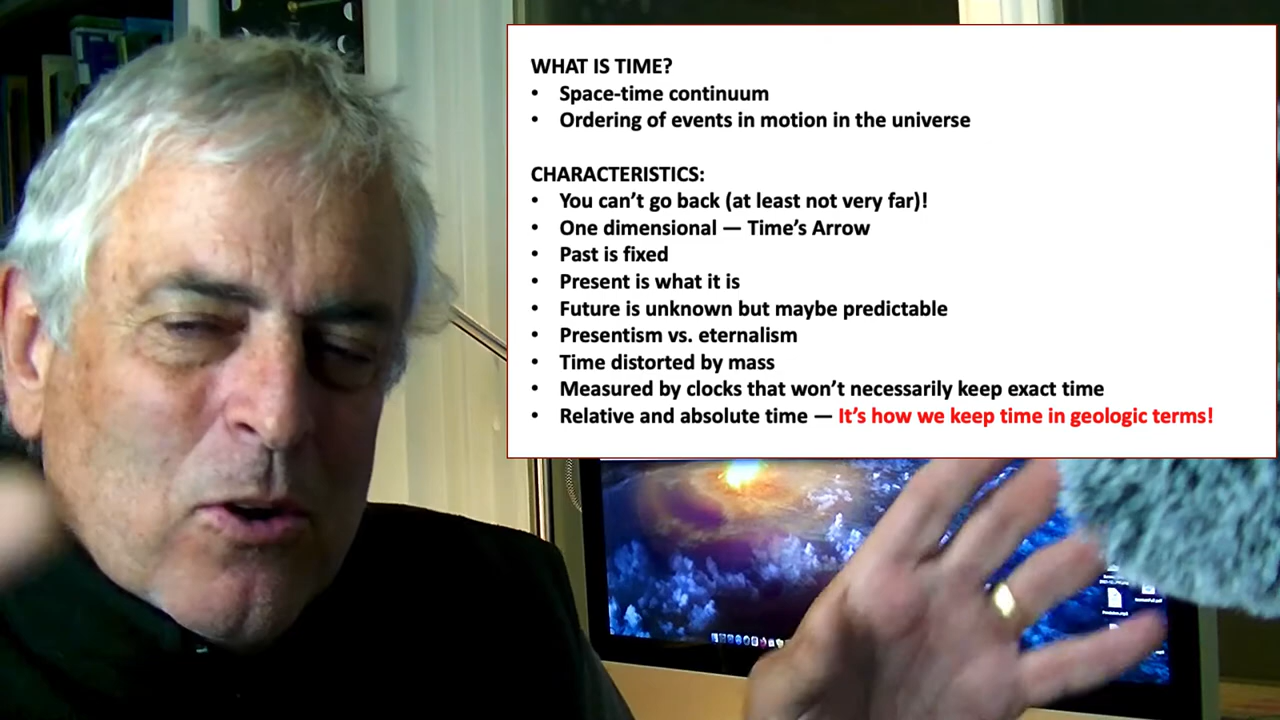 WHAT IS TIME?
• Space-time continuum
• Ordering of events in motion in the universe
CHARACTERISTICS:
• You can’t go back (at least not very far)!
• One dimensional — Time’s Arrow
• Past is fixed
• Present is what it is
• Future is unknown but maybe predictable
• Presentism vs. eternalism
• Time distorted by mass
• Measured by clocks that won’t necessarily keep exact time
• Relative and absolute time — It’s how we keep time in geologic terms!